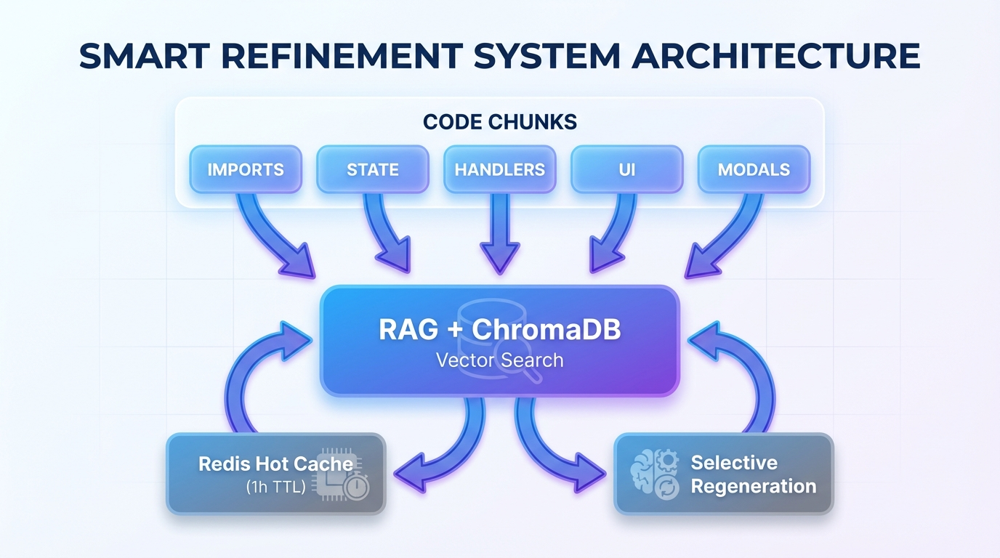 SMART REFINEMENT SYSTEM ARCHITECTURE
CODE CHUNKS
IMPORTS
STATE
HANDLERS
UI
MODALS
RAG + ChromaDB
Vector Search
Redis Hot Cache
(1h TTL)
Selective
Regeneration